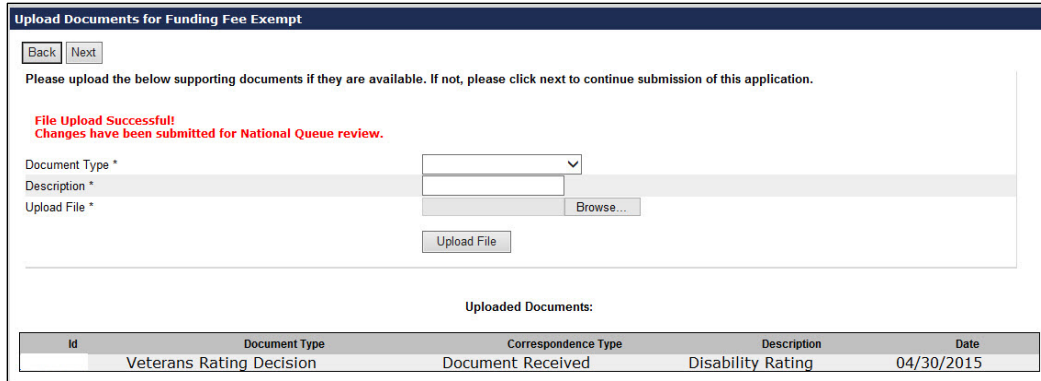 Upload Documents for Funding Fee Exempt
Back Next
Please upload the below supporting documents if they are available. If not, please click next to continue submission of this application.
File Upload Successful!
Changes have been submitted for National Queue review.
Document Type *
Description *
Upload File * Browse...
Upload File
Uploaded Documents:
Id Document Type Correspondence Type Description Date
Veterans Rating Decision Document Received Disability Rating 04/30/2015